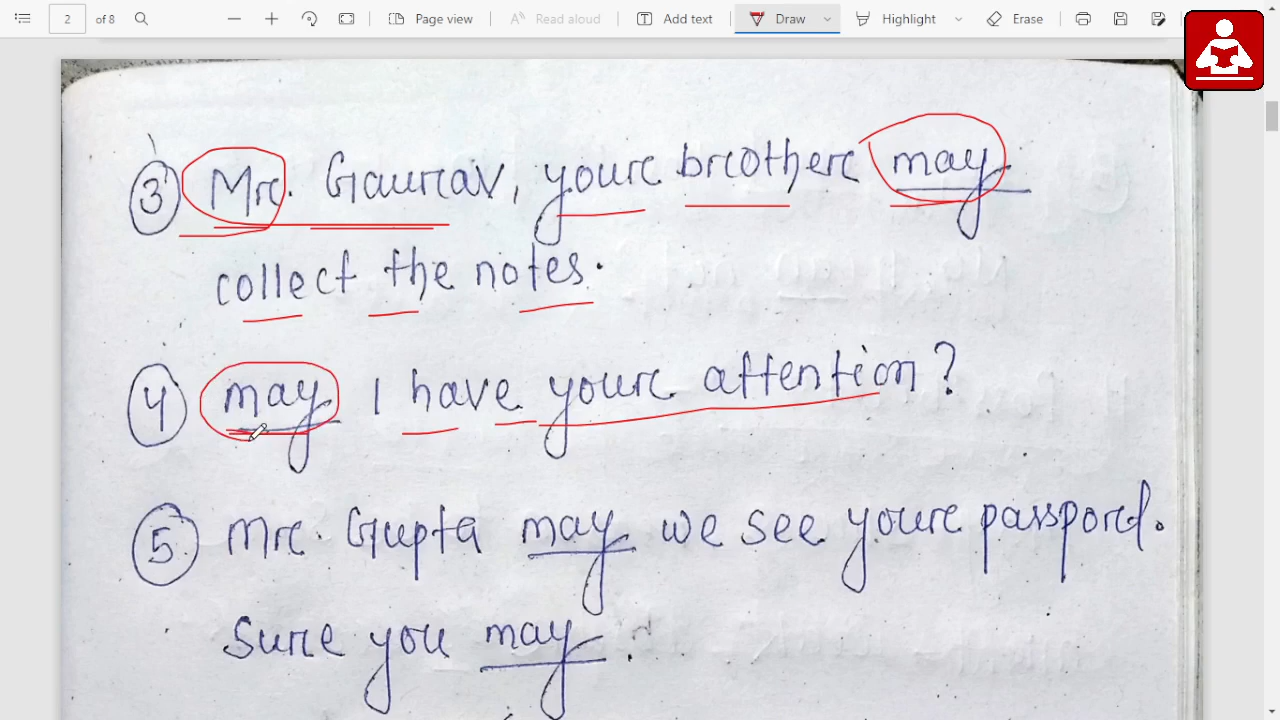 2 of 8 Page view Read aloud Add text Draw Highlight Erase
3 Mr. Gaurav, your brother may
collect the notes.
4 may I have your attention?
5 Mr. Gupta may we see your passport.
Sure you may.